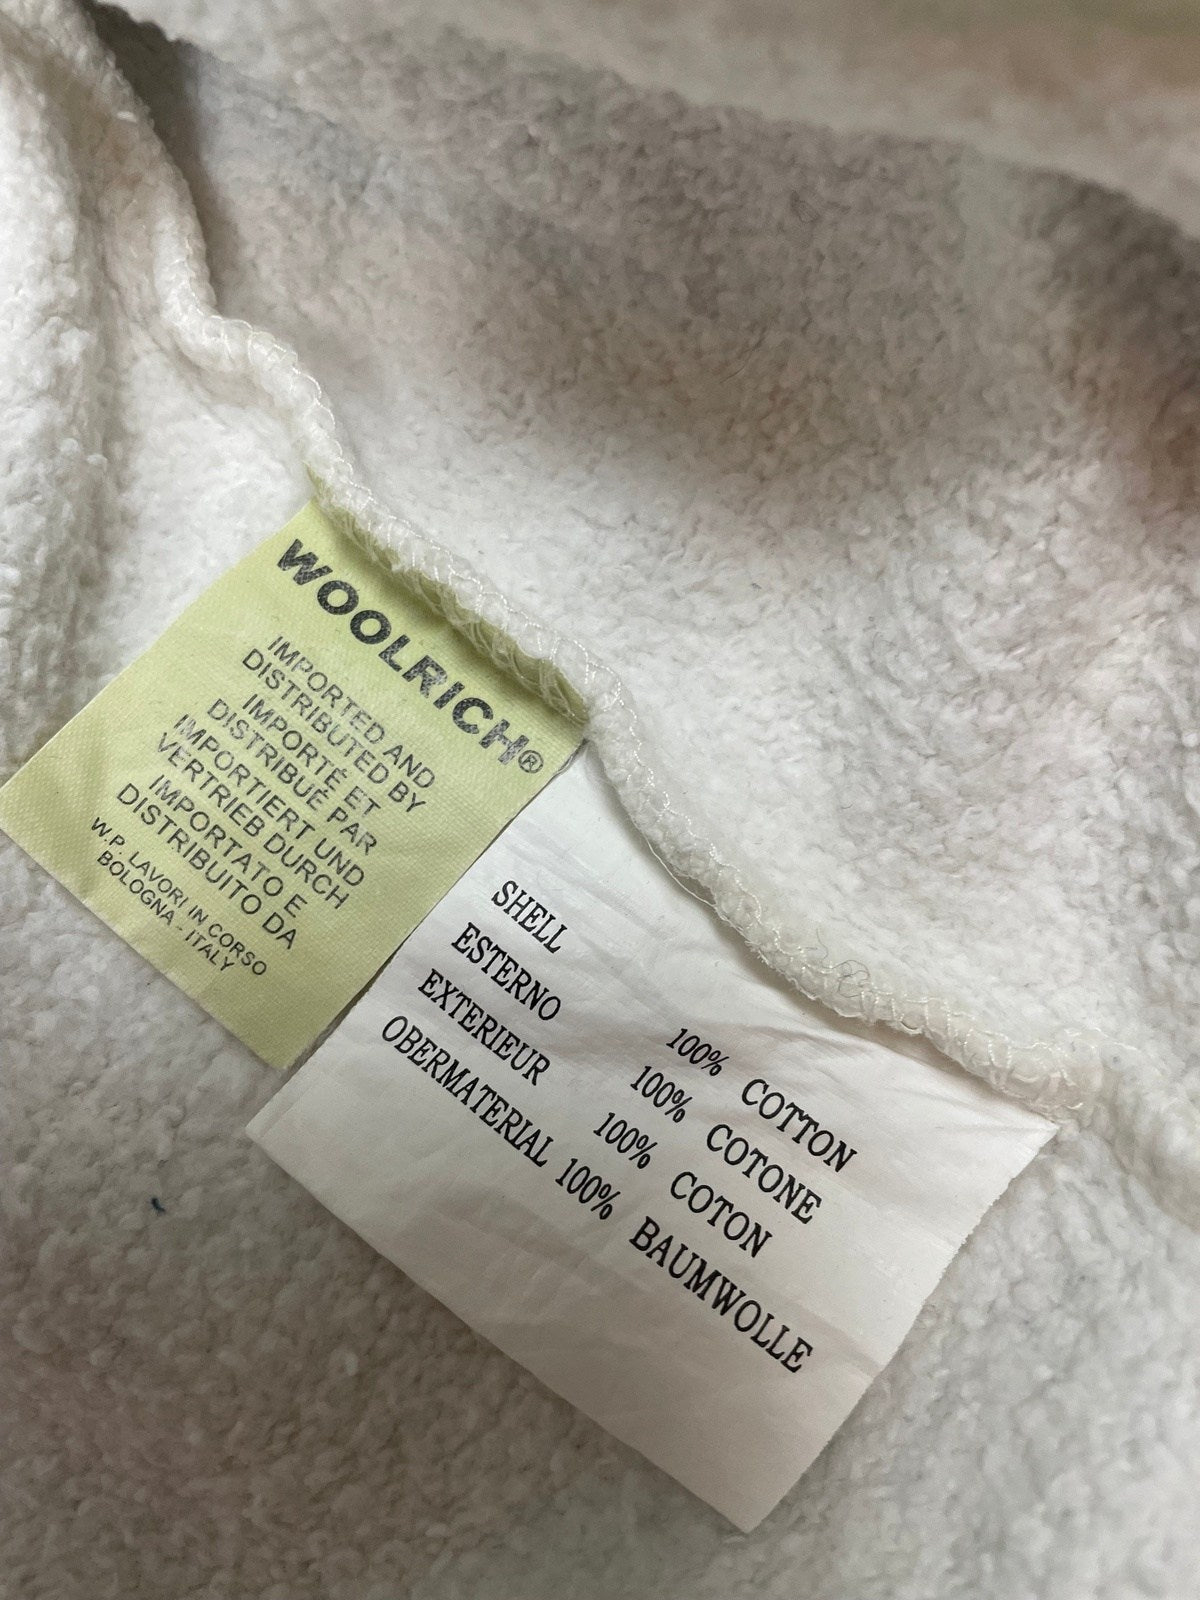 WOOLRICH®
IMPORTED AND
DISTRIBUTED BY
IMPORTÉ ET
DISTRIBUÉ PAR
IMPORTIERT UND
VERTRIEB DURCH
IMPORTATO E
DISTRIBUITO DA
W.P. LAVORI IN CORSO
BOLOGNA - ITALY
SHELL 100% COTTON
ESTERNO 100% COTONE
EXTERIEUR 100% COTON
OBERMATERIAL 100% BAUMWOLLE